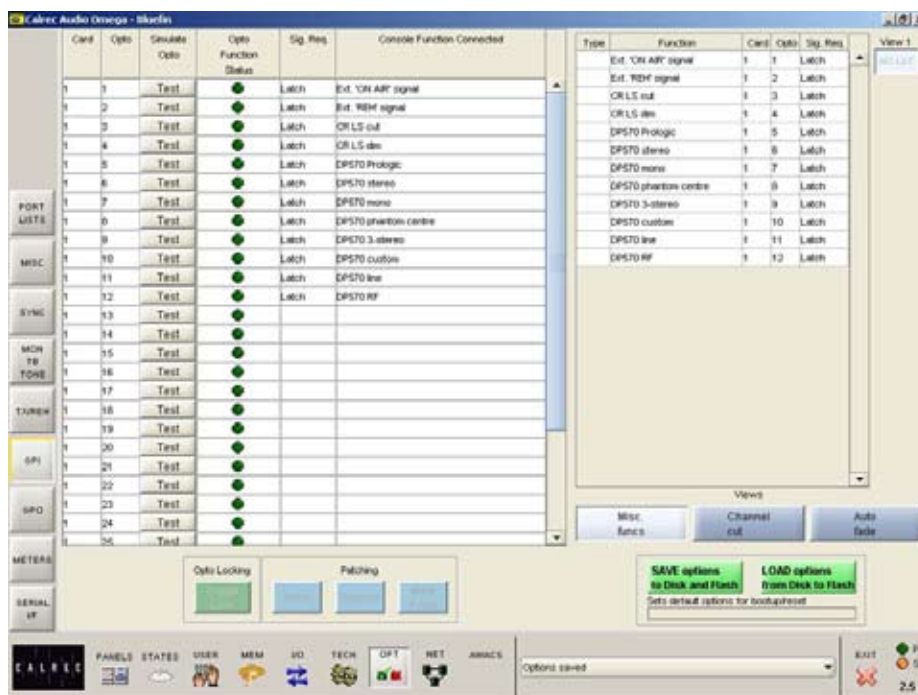 Calrec Audio Omega - Bluefin
Card Opto Simulate Opto Opto Function Status Sig. Req. Console Function Connected
1 1 Test Latch Ext. 'ON AIR' signal
1 2 Test Latch Ext. 'REH' signal
1 3 Test Latch CR LS cut
1 4 Test Latch CR LS dim
1 5 Test Latch DP570 Prologic
1 6 Test Latch DP570 stereo
1 7 Test Latch DP570 mono
1 8 Test Latch DP570 phantom centre
1 9 Test Latch DP570 3-stereo
1 10 Test Latch DP570 custom
1 11 Test Latch DP570 line
1 12 Test Latch DP570 RF
1 13 Test
1 14 Test
1 15 Test
1 16 Test
1 17 Test
1 18 Test
1 19 Test
1 20 Test
1 21 Test
1 22 Test
1 23 Test
1 24 Test
1 25 Test
Type Function Card Opto Sig. Req.
Ext. 'ON AIR' signal 1 1 Latch
Ext. 'REH' signal 1 2 Latch
CR LS cut 1 3 Latch
CR LS dim 1 4 Latch
DP570 Prologic 1 5 Latch
DP570 stereo 1 6 Latch
DP570 mono 1 7 Latch
DP570 phantom centre 1 8 Latch
DP570 3-stereo 1 9 Latch
DP570 custom 1 10 Latch
DP570 line 1 11 Latch
DP570 RF 1 12 Latch
View 1
PORT
LISTS
MISC
SYNC
MON
TB
TONE
TX/REH
GPI
GPO
METERS
SERIAL
I/F
Views
Misc.
funcs
Channel
cut
Auto
fade
Opto Locking
Patching
SAVE options
to Disk and Flash
LOAD options
from Disk to Flash
Sets default options for bootup/reset
CALREC
PANELS STATES USER MEM I/O TECH OPT NET AWACS
Options saved
EXIT